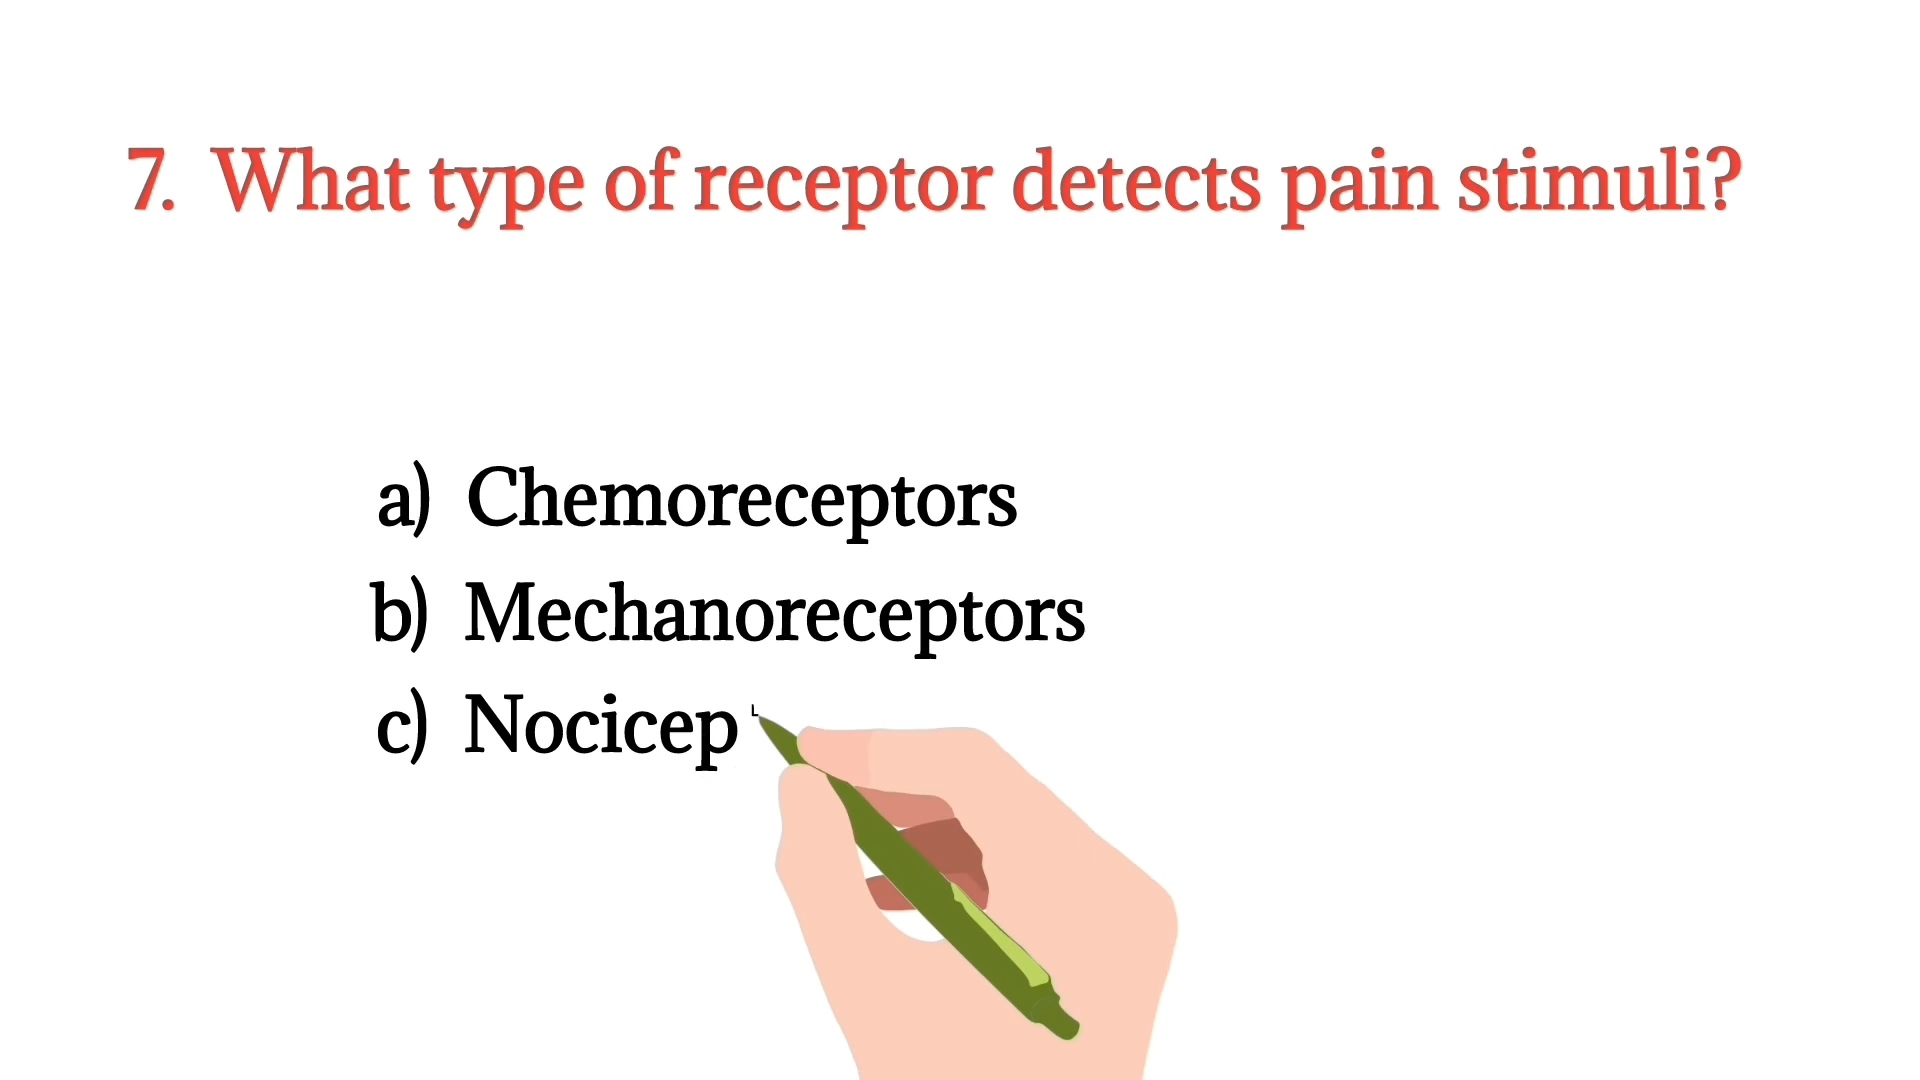 7. What type of receptor detects pain stimuli?
a) Chemoreceptors
b) Mechanoreceptors
c) Nocicep